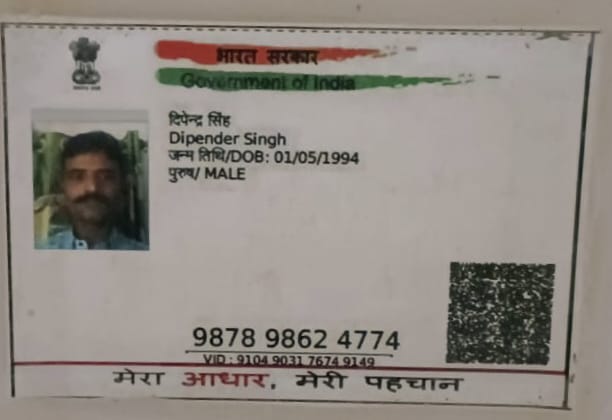 भारत सरकार
Government of India
दिपेन्द्र सिंह
Dipender Singh
जन्म तिथि/DOB: 01/05/1994
पुरुष/ MALE
9878 9862 4774
VID : 9104 9031 7674 9149
मेरा आधार, मेरी पहचान